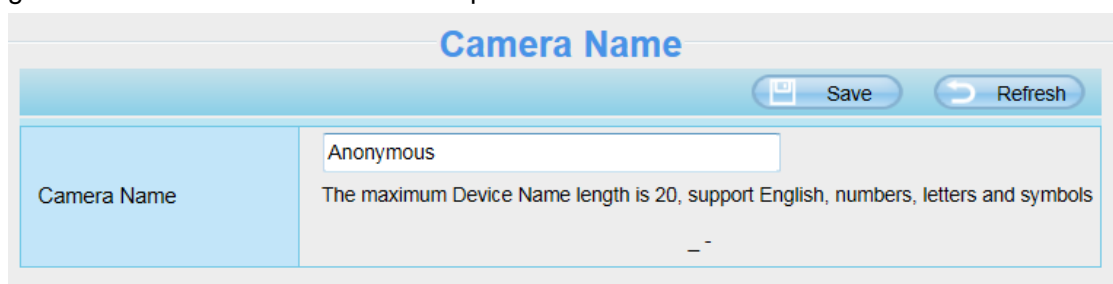 Camera Name
Save Refresh
Anonymous
Camera Name
The maximum Device Name length is 20, support English, numbers, letters and symbols
_ -